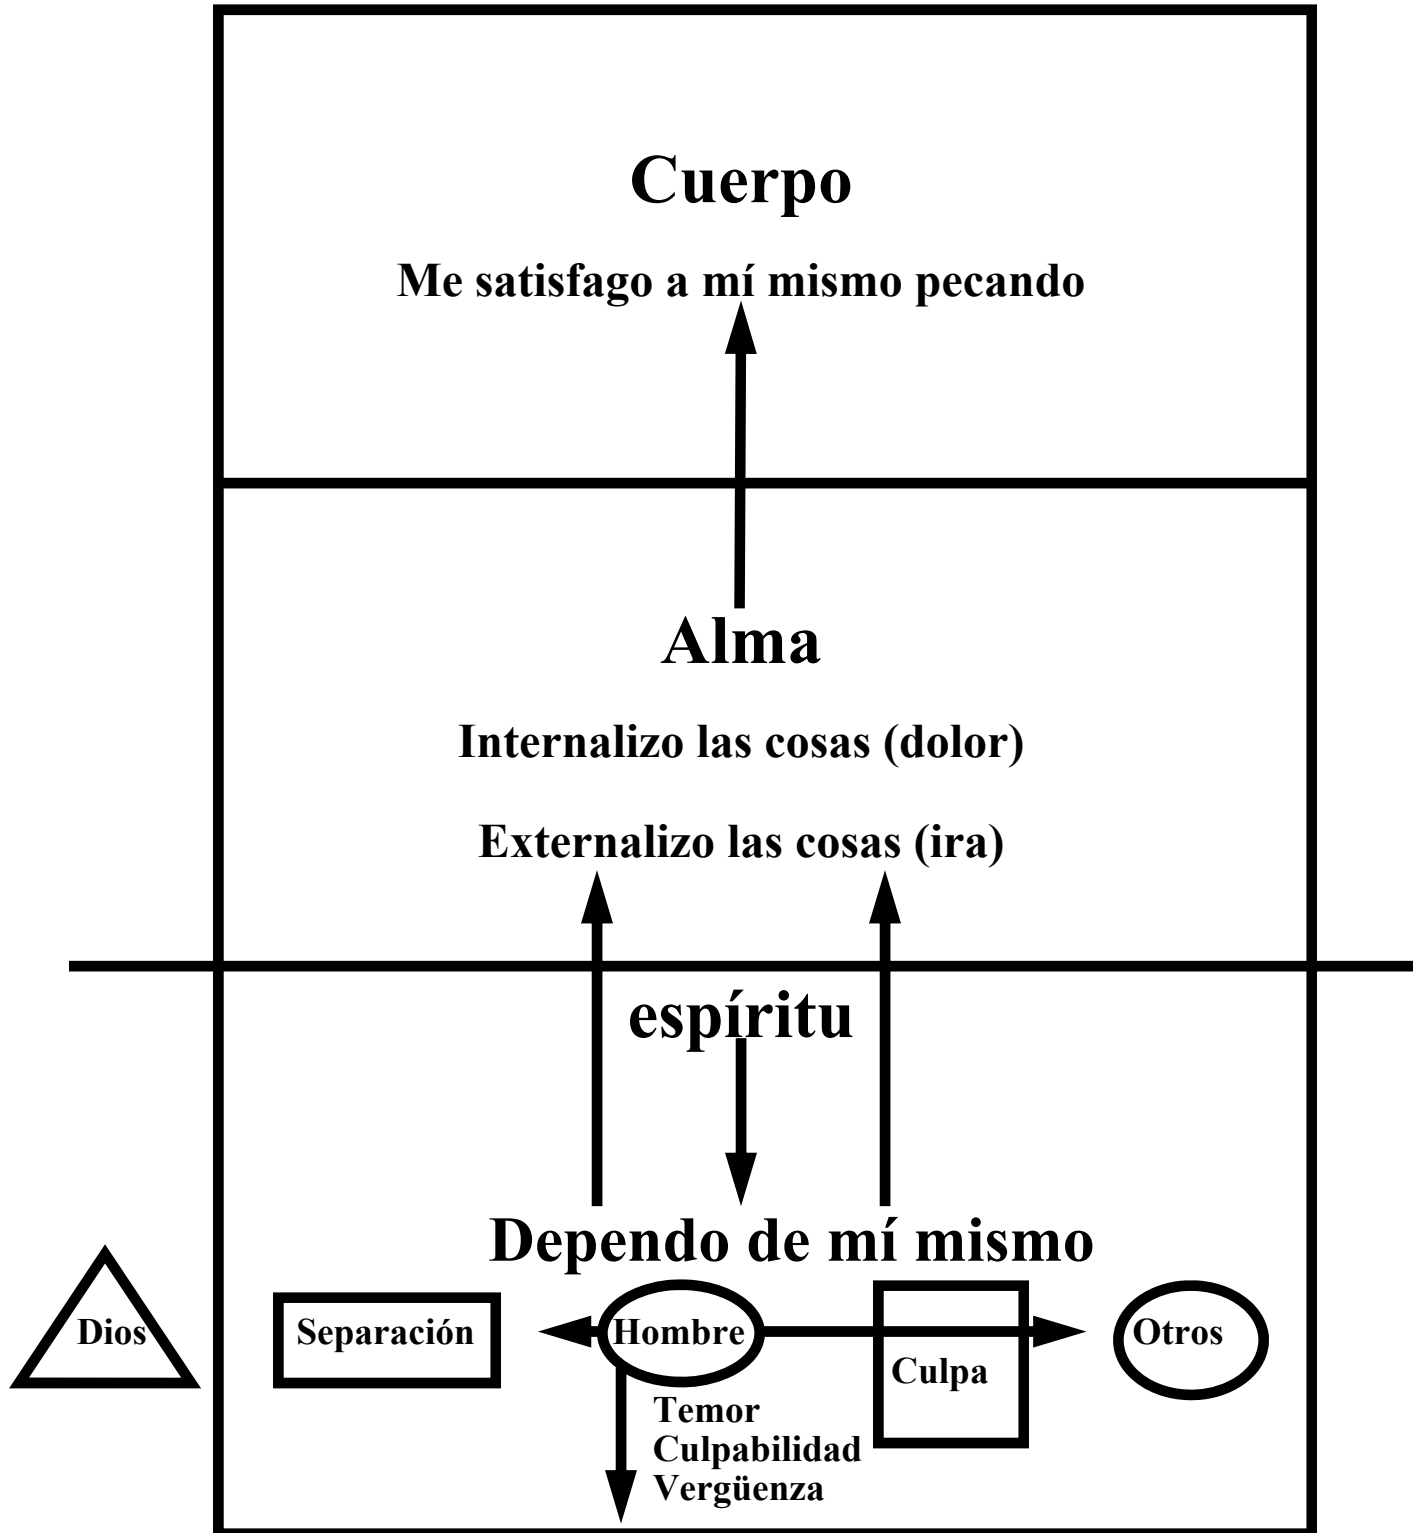 Cuerpo
Me satisfago a mí mismo pecando
Alma
Internalizo las cosas (dolor)
Externalizo las cosas (ira)
espíritu
Dependo de mí mismo
Dios
Separación
Hombre
Culpa
Otros
Temor
Culpabilidad
Vergüenza